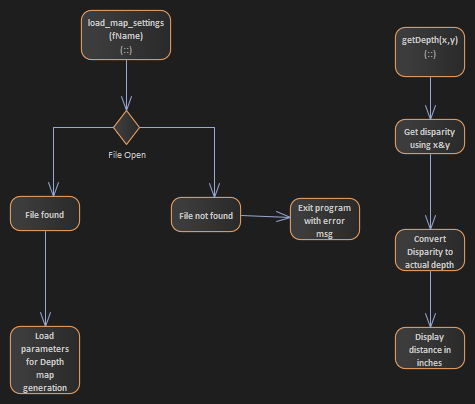 load_map_settings
(fName)
(::)
File Open
File found
File not found
Exit program
with error
msg
Load
parameters
for Depth
map
generation
getDepth(x,y)
(::)
Get disparity
using x&y
Convert
Disparity to
actual depth
Display
distance in
inches